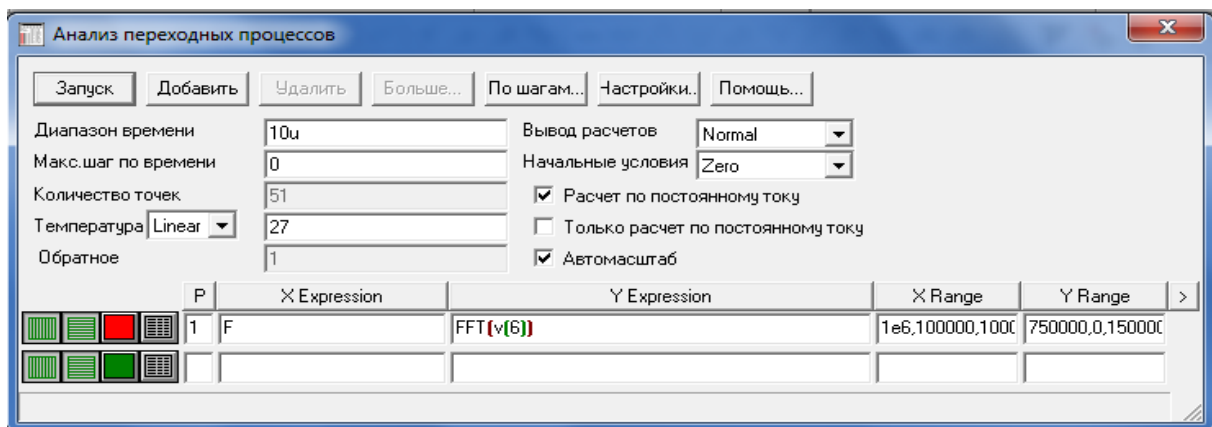 Анализ переходных процессов
Запуск Добавить Удалить Больше... По шагам... Настройки.. Помощь...
Диапазон времени 10u Вывод расчетов Normal
Макс.шаг по времени 0 Начальные условия Zero
Количество точек 51 Расчет по постоянному току
Температура Linear 27 Только расчет по постоянному току
Обратное 1 Автомасштаб
P X Expression Y Expression X Range Y Range >
1 F FFT(v(6)) 1e6,100000,100( 750000,0,15000(